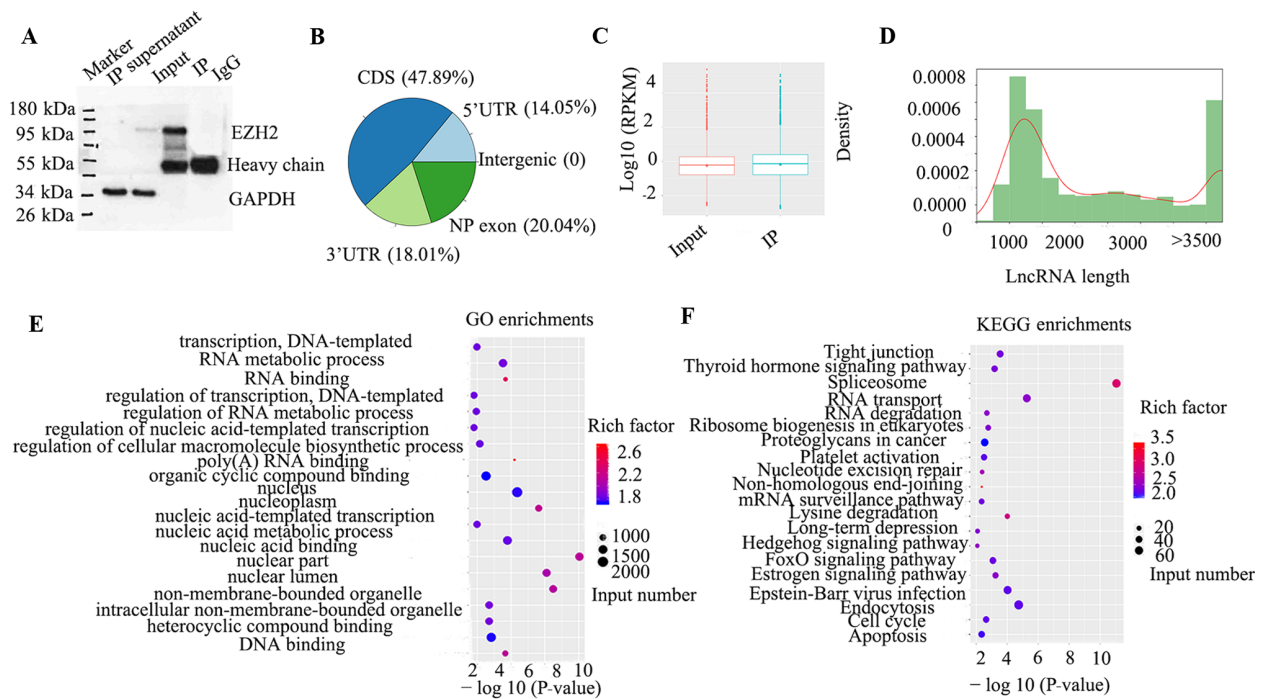 A
Marker
IP supernatant
Input
IP
IgG
180 kDa
95 kDa
55 kDa
34 kDa
26 kDa
EZH2
Heavy chain
GAPDH
B
CDS (47.89%)
5’UTR (14.05%)
Intergenic (0)
NP exon (20.04%)
3’UTR (18.01%)
C
Log10 (RPKM)
4
2
0
-2
Input
IP
D
Density
0.0008
0.0006
0.0004
0.0002
0.0000
0
1000
2000
3000
>3500
LncRNA length
E
GO enrichments
transcription, DNA-templated
RNA metabolic process
RNA binding
regulation of transcription, DNA-templated
regulation of RNA metabolic process
regulation of nucleic acid-templated transcription
regulation of cellular macromolecule biosynthetic process
poly(A) RNA binding
organic cyclic compound binding
nucleus
nucleoplasm
nucleic acid-templated transcription
nucleic acid metabolic process
nucleic acid binding
nuclear part
nuclear lumen
non-membrane-bounded organelle
intracellular non-membrane-bounded organelle
heterocyclic compound binding
DNA binding
2 4 6 8 10
− log 10 (P-value)
Rich factor
2.6
2.2
1.8
1000
1500
2000
Input number
F
KEGG enrichments
Tight junction
Thyroid hormone signaling pathway
Spliceosome
RNA transport
RNA degradation
Ribosome biogenesis in eukaryotes
Proteoglycans in cancer
Platelet activation
Nucleotide excision repair
Non-homologous end-joining
mRNA surveillance pathway
Lysine degradation
Long-term depression
Hedgehog signaling pathway
FoxO signaling pathway
Estrogen signaling pathway
Epstein-Barr virus infection
Endocytosis
Cell cycle
Apoptosis
2 4 6 8 10
− log 10 (P-value)
Rich factor
3.5
3.0
2.5
2.0
20
40
60
Input number